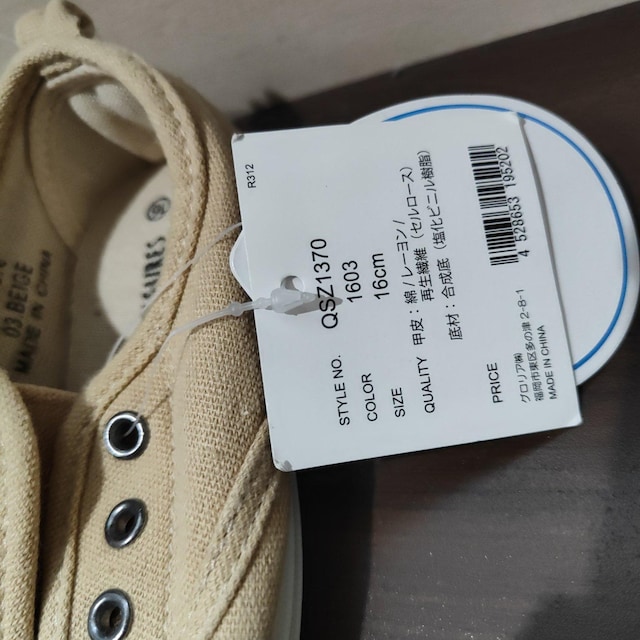 R312
STYLE NO. QSZ1370
COLOR 1603
SIZE 16cm
QUALITY 甲皮：綿/レーヨン/
再生繊維（セルロース）
底材：合成底（塩化ビニル樹脂）
PRICE
4 526653 195202
グロリア㈱
福岡市東区多の津 2-8-1
MADE IN CHINA
03 BEIGE
MADE IN CHINA